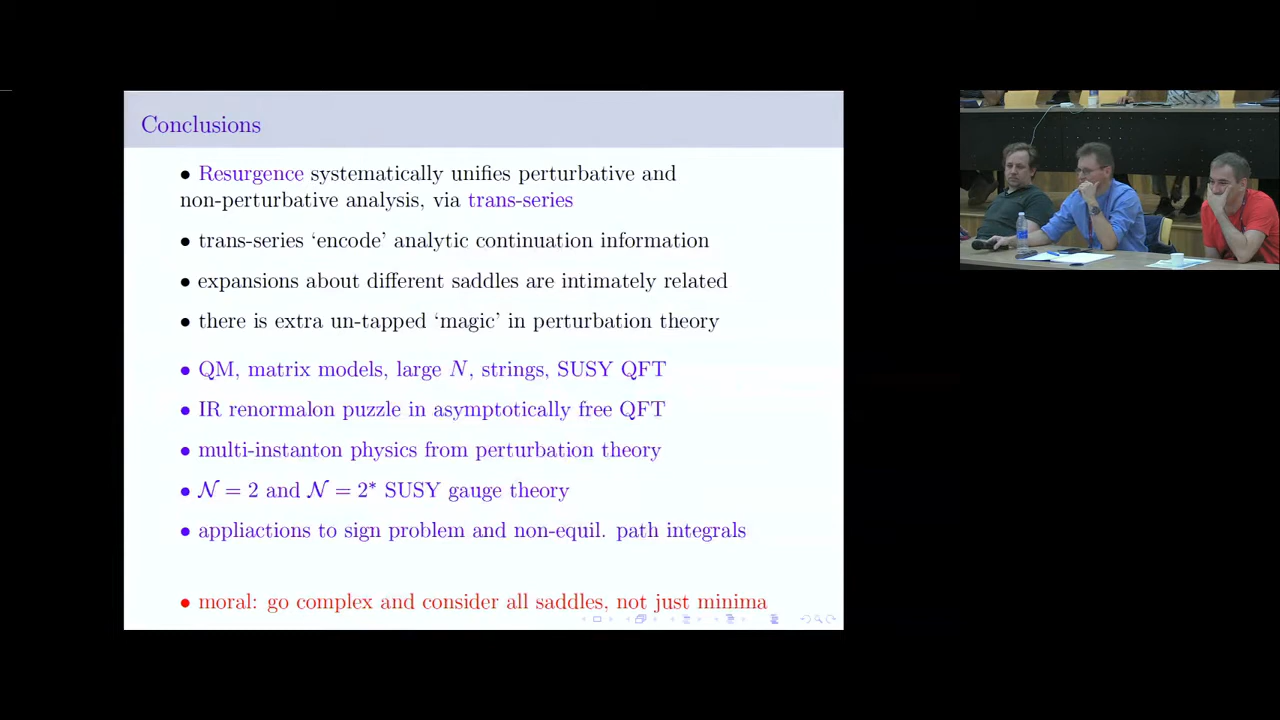 Conclusions
• Resurgence systematically unifies perturbative and
non-perturbative analysis, via trans-series
• trans-series ‘encode’ analytic continuation information
• expansions about different saddles are intimately related
• there is extra un-tapped ‘magic’ in perturbation theory
• QM, matrix models, large N, strings, SUSY QFT
• IR renormalon puzzle in asymptotically free QFT
• multi-instanton physics from perturbation theory
• 𝒩 = 2 and 𝒩 = 2* SUSY gauge theory
• appliactions to sign problem and non-equil. path integrals
• moral: go complex and consider all saddles, not just minima